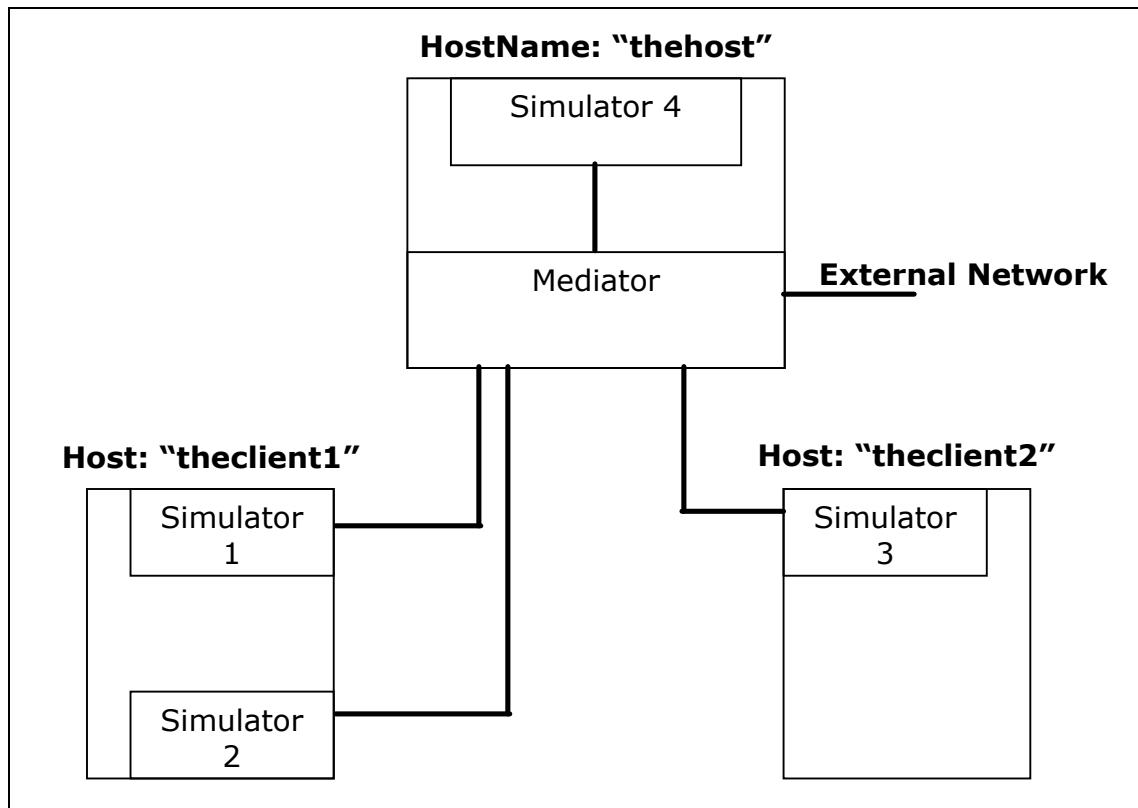 HostName: “thehost”
Simulator 4
Mediator
External Network
Host: “theclient1”
Simulator
1
Simulator
2
Host: “theclient2”
Simulator
3